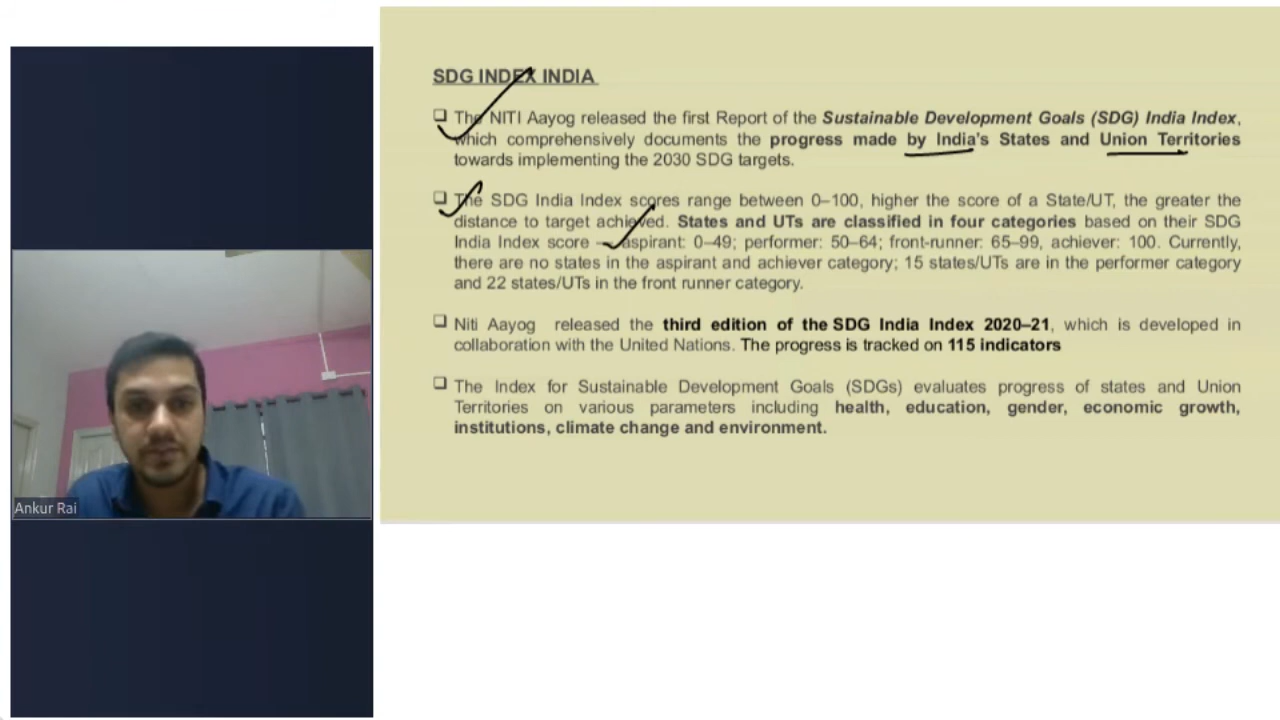 SDG INDEX INDIA
The NITI Aayog released the first Report of the Sustainable Development Goals (SDG) India Index,
which comprehensively documents the progress made by India's States and Union Territories
towards implementing the 2030 SDG targets.
The SDG India Index scores range between 0–100, higher the score of a State/UT, the greater the
distance to target achieved. States and UTs are classified in four categories based on their SDG
India Index score — aspirant: 0–49; performer: 50–64; front-runner: 65–99, achiever: 100. Currently,
there are no states in the aspirant and achiever category; 15 states/UTs are in the performer category
and 22 states/UTs in the front runner category.
Niti Aayog released the third edition of the SDG India Index 2020–21, which is developed in
collaboration with the United Nations. The progress is tracked on 115 indicators
The Index for Sustainable Development Goals (SDGs) evaluates progress of states and Union
Territories on various parameters including health, education, gender, economic growth,
institutions, climate change and environment.
Ankur Rai